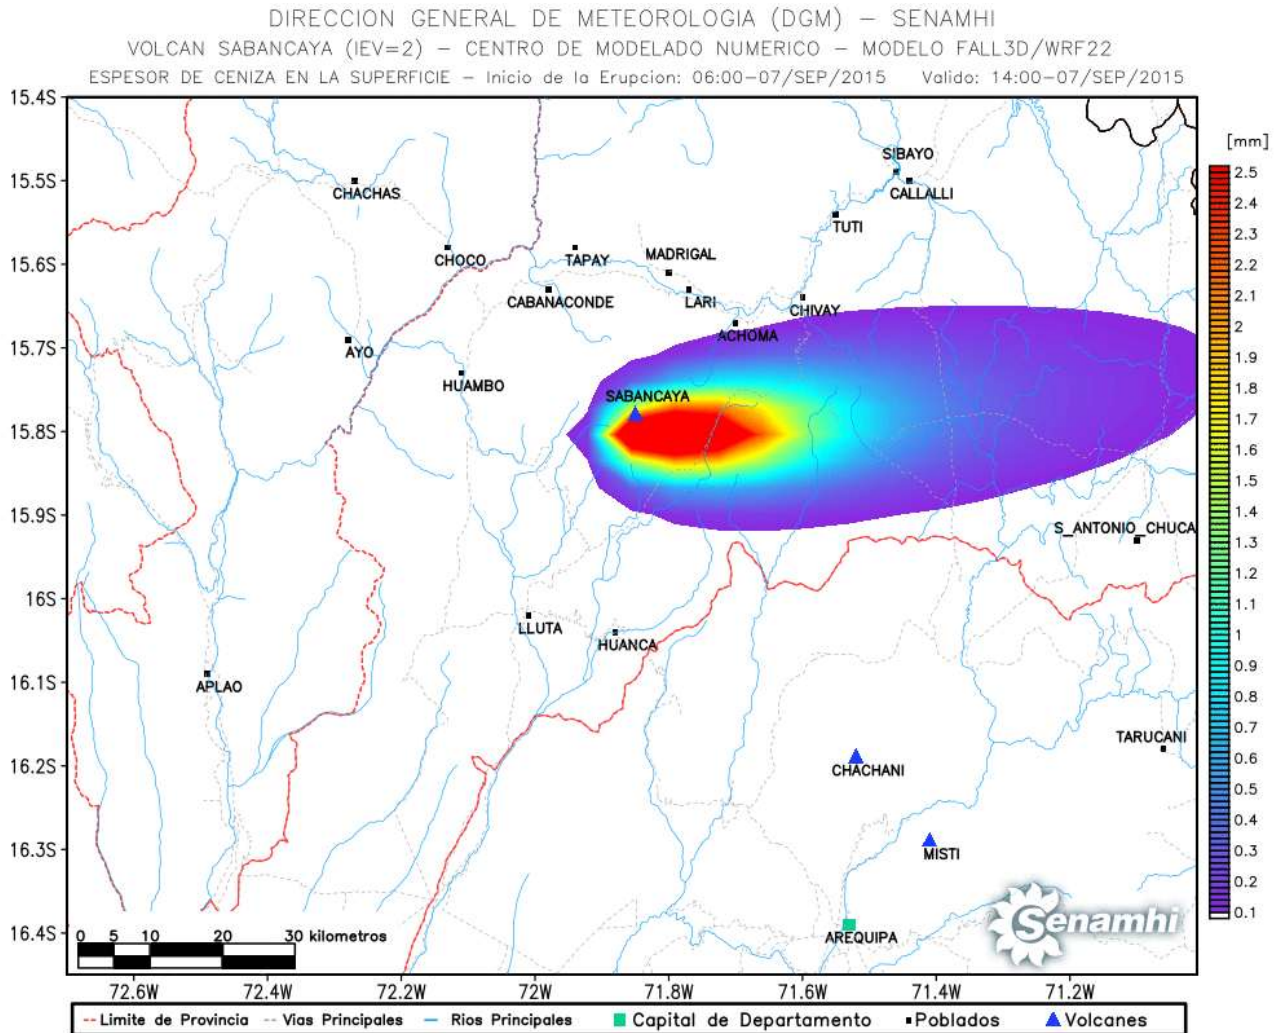 DIRECCION GENERAL DE METEOROLOGIA (DGM) – SENAMHI
VOLCAN SABANCAYA (IEV=2) – CENTRO DE MODELADO NUMERICO – MODELO FALL3D/WRF22
ESPESOR DE CENIZA EN LA SUPERFICIE – Inicio de la Erupcion: 06:00–07/SEP/2015 Valido: 14:00–07/SEP/2015
15.4S
15.5S
15.6S
15.7S
15.8S
15.9S
16S
16.1S
16.2S
16.3S
16.4S
SIBAYO
CHACHAS
CALLALLI
TUTI
MADRIGAL
CHOCO
TAPAY
CABANACONDE
LARI
CHIVAY
ACHOMA
AYO
HUAMBO
SABANCAYA
S_ANTONIO_CHUCA
LLUTA
HUANCA
APLAO
TARUCANI
CHACHANI
MISTI
AREQUIPA
Senamhi
0 5 10 20 30 kilometros
72.6W 72.4W 72.2W 72W 71.8W 71.6W 71.4W 71.2W
[mm]
2.5
2.4
2.3
2.2
2.1
2
1.9
1.8
1.7
1.6
1.5
1.4
1.3
1.2
1.1
1
0.9
0.8
0.7
0.6
0.5
0.4
0.3
0.2
0.1
Limite de Provincia Vias Principales Rios Principales Capital de Departamento Poblados Volcanes